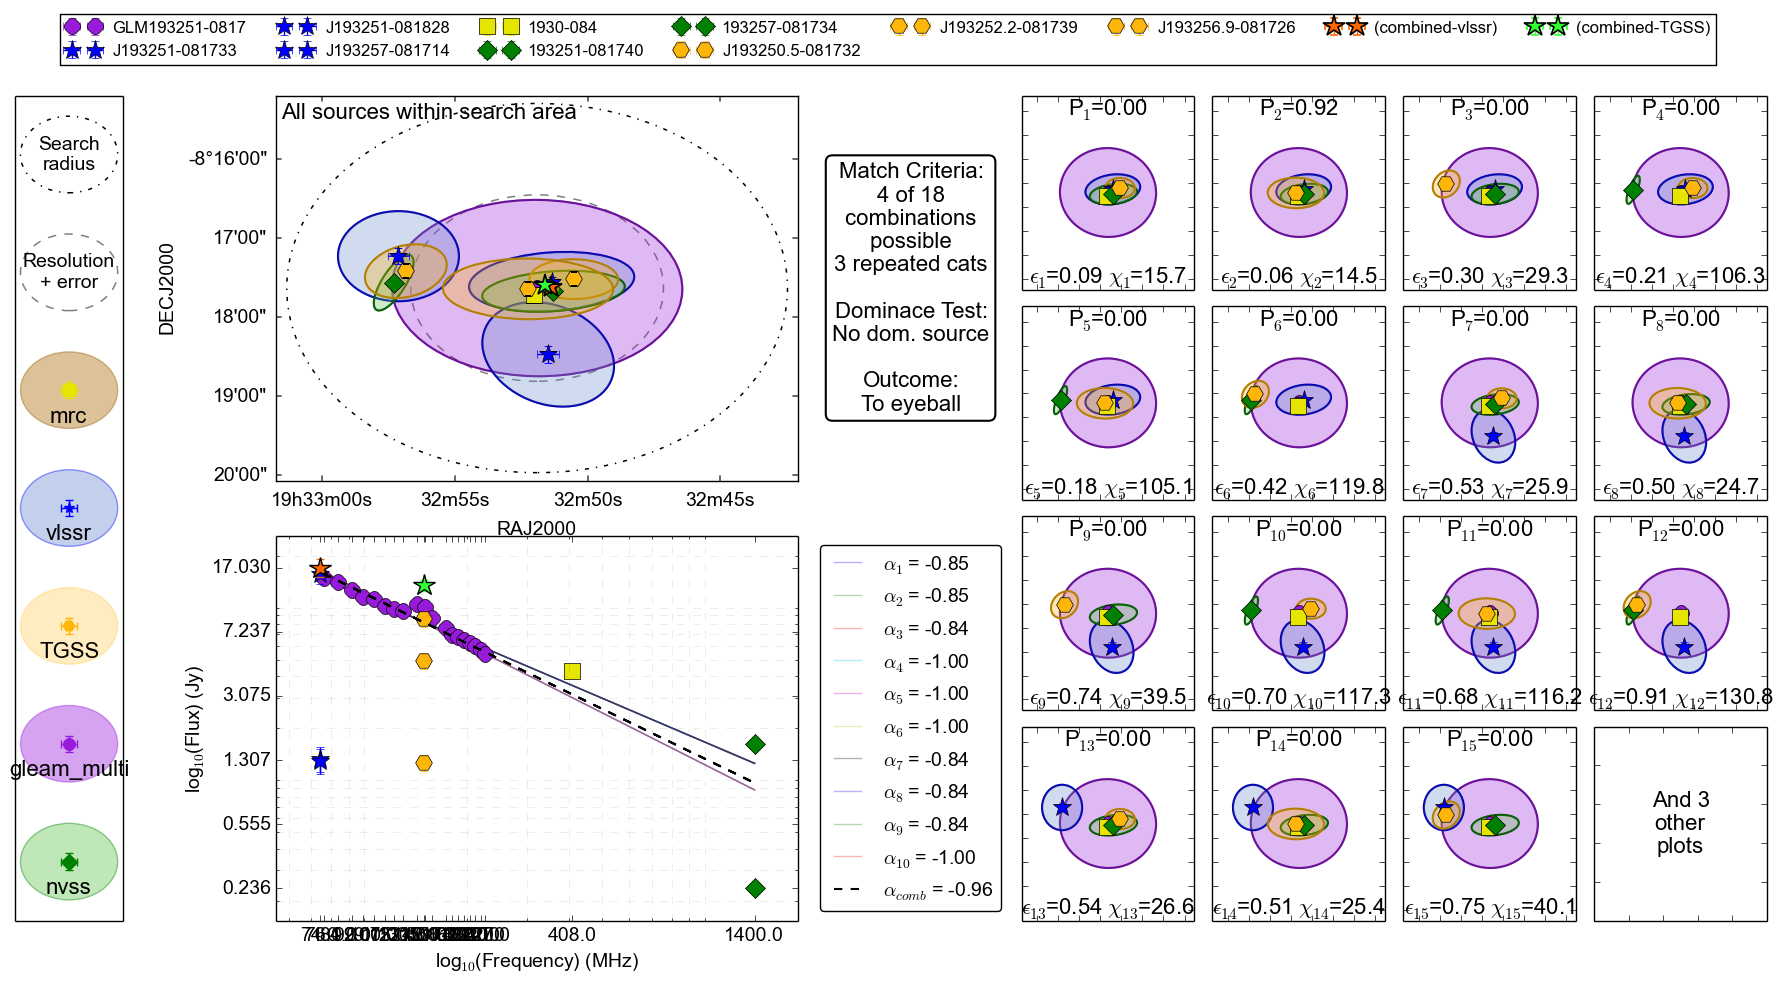 GLM193251-0817
J193251-081828
1930-084
193257-081734
J193252.2-081739
J193256.9-081726
(combined-vlssr)
(combined-TGSS)
J193251-081733
J193257-081714
193251-081740
J193250.5-081732
Search
radius
Resolution
+ error
mrc
vlssr
TGSS
gleam_multi
nvss
All sources within search area
DECJ2000
-8°16'00"
17'00"
18'00"
19'00"
20'00"
19h33m00s
32m55s
32m50s
32m45s
RAJ2000
Match Criteria:
4 of 18
combinations
possible
3 repeated cats
Dominace Test:
No dom. source
Outcome:
To eyeball
log10(Flux) (Jy)
17.030
7.237
3.075
1.307
0.555
0.236
408.0
1400.0
log10(Frequency) (MHz)
α1 = -0.85
α2 = -0.85
α3 = -0.84
α4 = -1.00
α5 = -1.00
α6 = -1.00
α7 = -0.84
α8 = -0.84
α9 = -0.84
α10 = -1.00
αcomb = -0.96
P1=0.00
ϵ1=0.09 χ1=15.7
P2=0.92
ϵ2=0.06 χ2=14.5
P3=0.00
ϵ3=0.30 χ3=29.3
P4=0.00
ϵ4=0.21 χ4=106.3
P5=0.00
ϵ5=0.18 χ5=105.1
P6=0.00
ϵ6=0.42 χ6=119.8
P7=0.00
ϵ7=0.53 χ7=25.9
P8=0.00
ϵ8=0.50 χ8=24.7
P9=0.00
ϵ9=0.74 χ9=39.5
P10=0.00
ϵ10=0.70 χ10=117.3
P11=0.00
ϵ11=0.68 χ11=116.2
P12=0.00
ϵ12=0.91 χ12=130.8
P13=0.00
ϵ13=0.54 χ13=26.6
P14=0.00
ϵ14=0.51 χ14=25.4
P15=0.00
ϵ15=0.75 χ15=40.1
And 3
other
plots